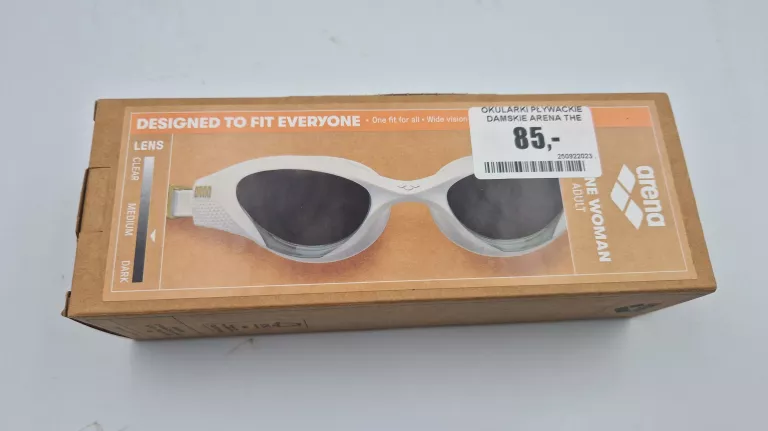 DESIGNED TO FIT EVERYONE • One fit for all • Wide vision
OKULARKI PŁYWACKIE
DAMSKIE ARENA THE
85,-
250922023
LENS
CLEAR
MEDIUM
DARK
arena
NE WOMAN
ADULT